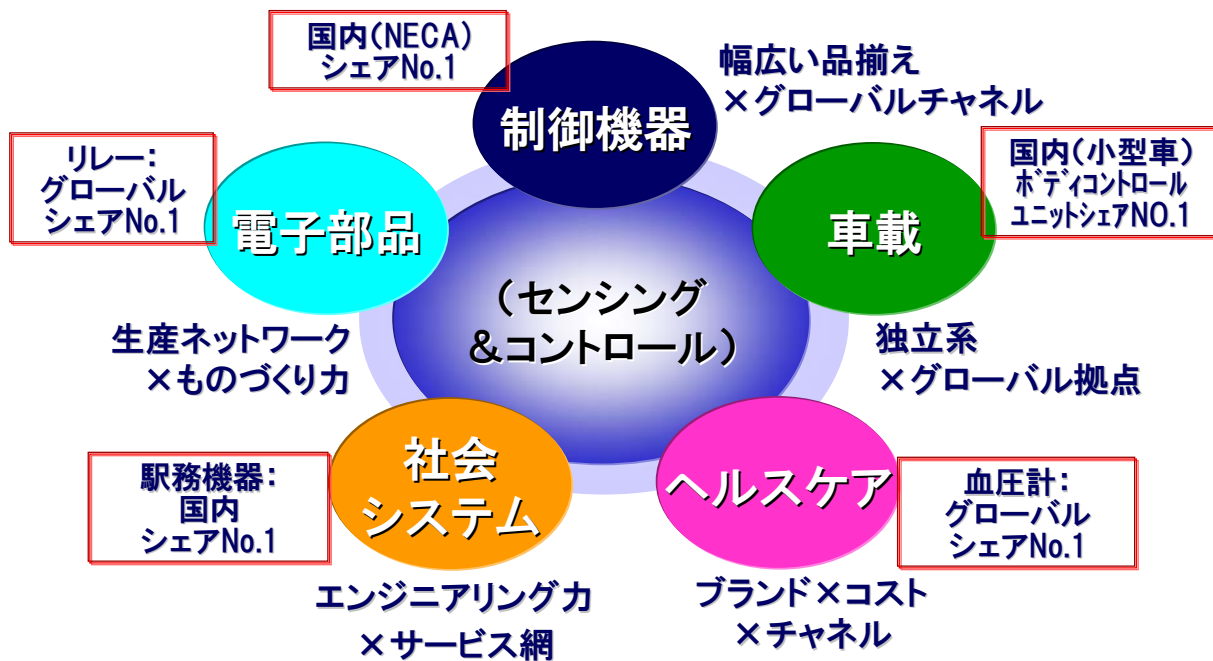 国内(NECA)
シェアNo.1
制御機器
幅広い品揃え
×グローバルチャネル
リレー:
グローバル
シェアNo.1
電子部品
生産ネットワーク
×ものづくり力
国内(小型車)
ボディコントロール
ユニットシェアNO.1
車載
独立系
×グローバル拠点
(センシング
&コントロール)
駅務機器:
国内
シェアNo.1
社会
システム
エンジニアリング力
×サービス網
ヘルスケア
血圧計:
グローバル
シェアNo.1
ブランド×コスト
×チャネル